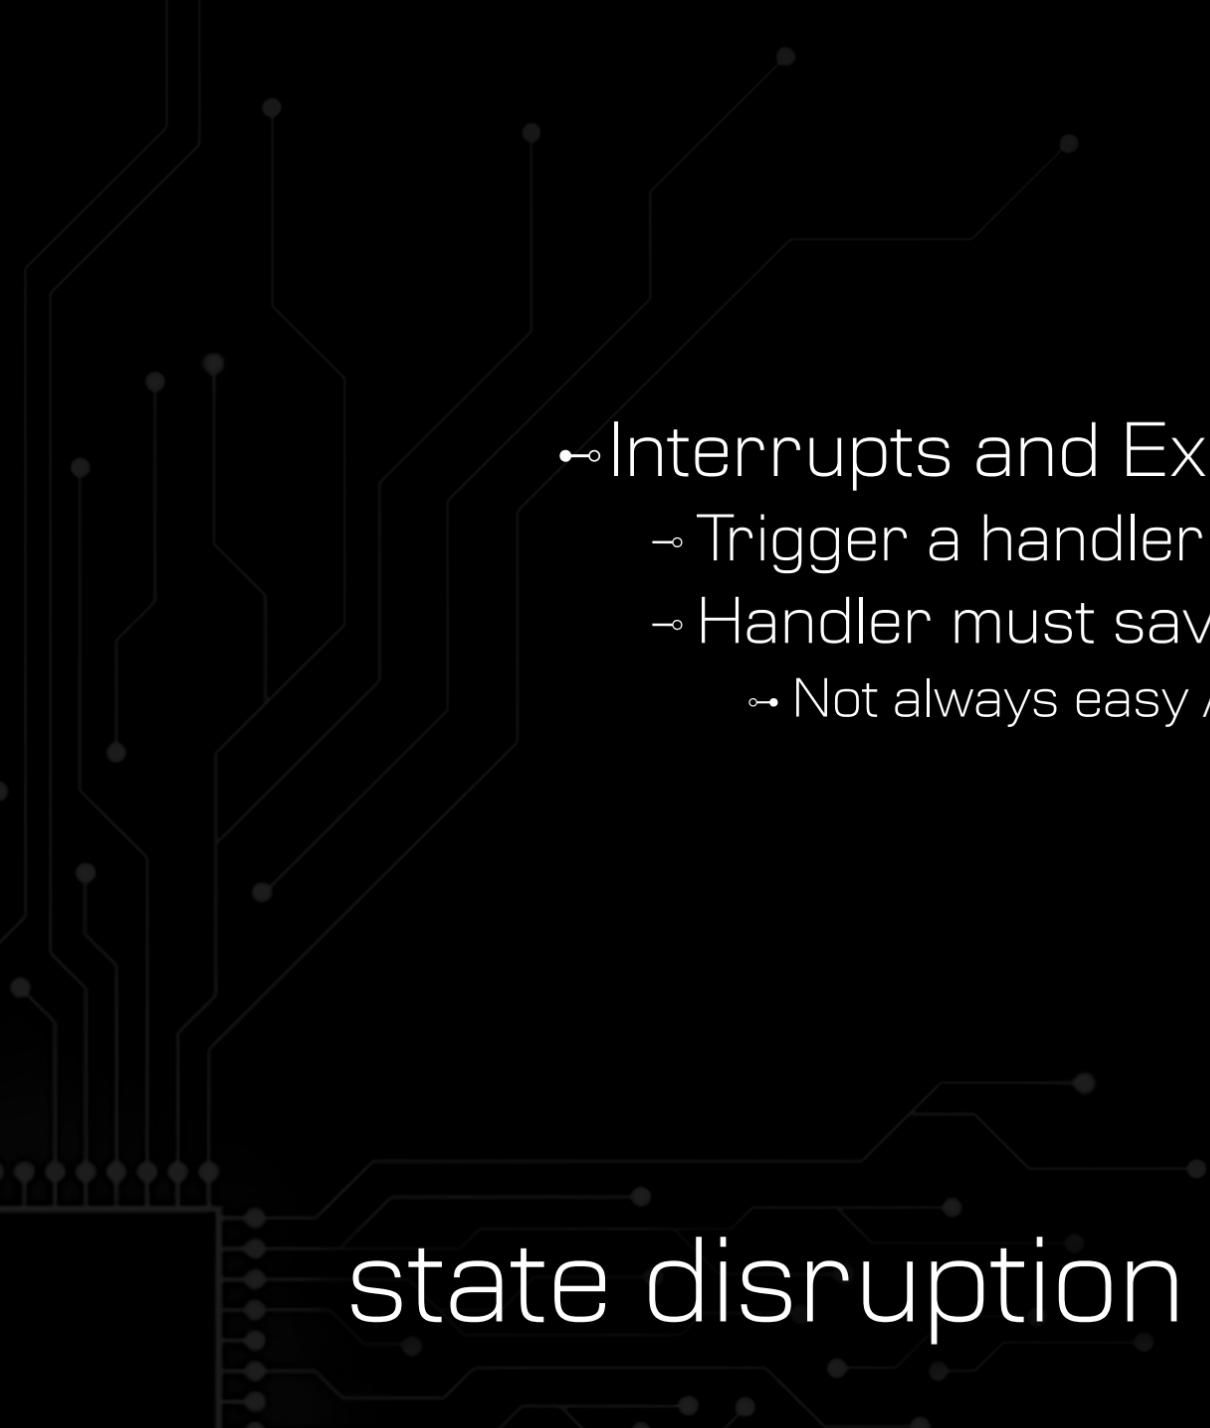 Interrupts and Ex
Trigger a handler
Handler must sav
Not always easy
state disruption